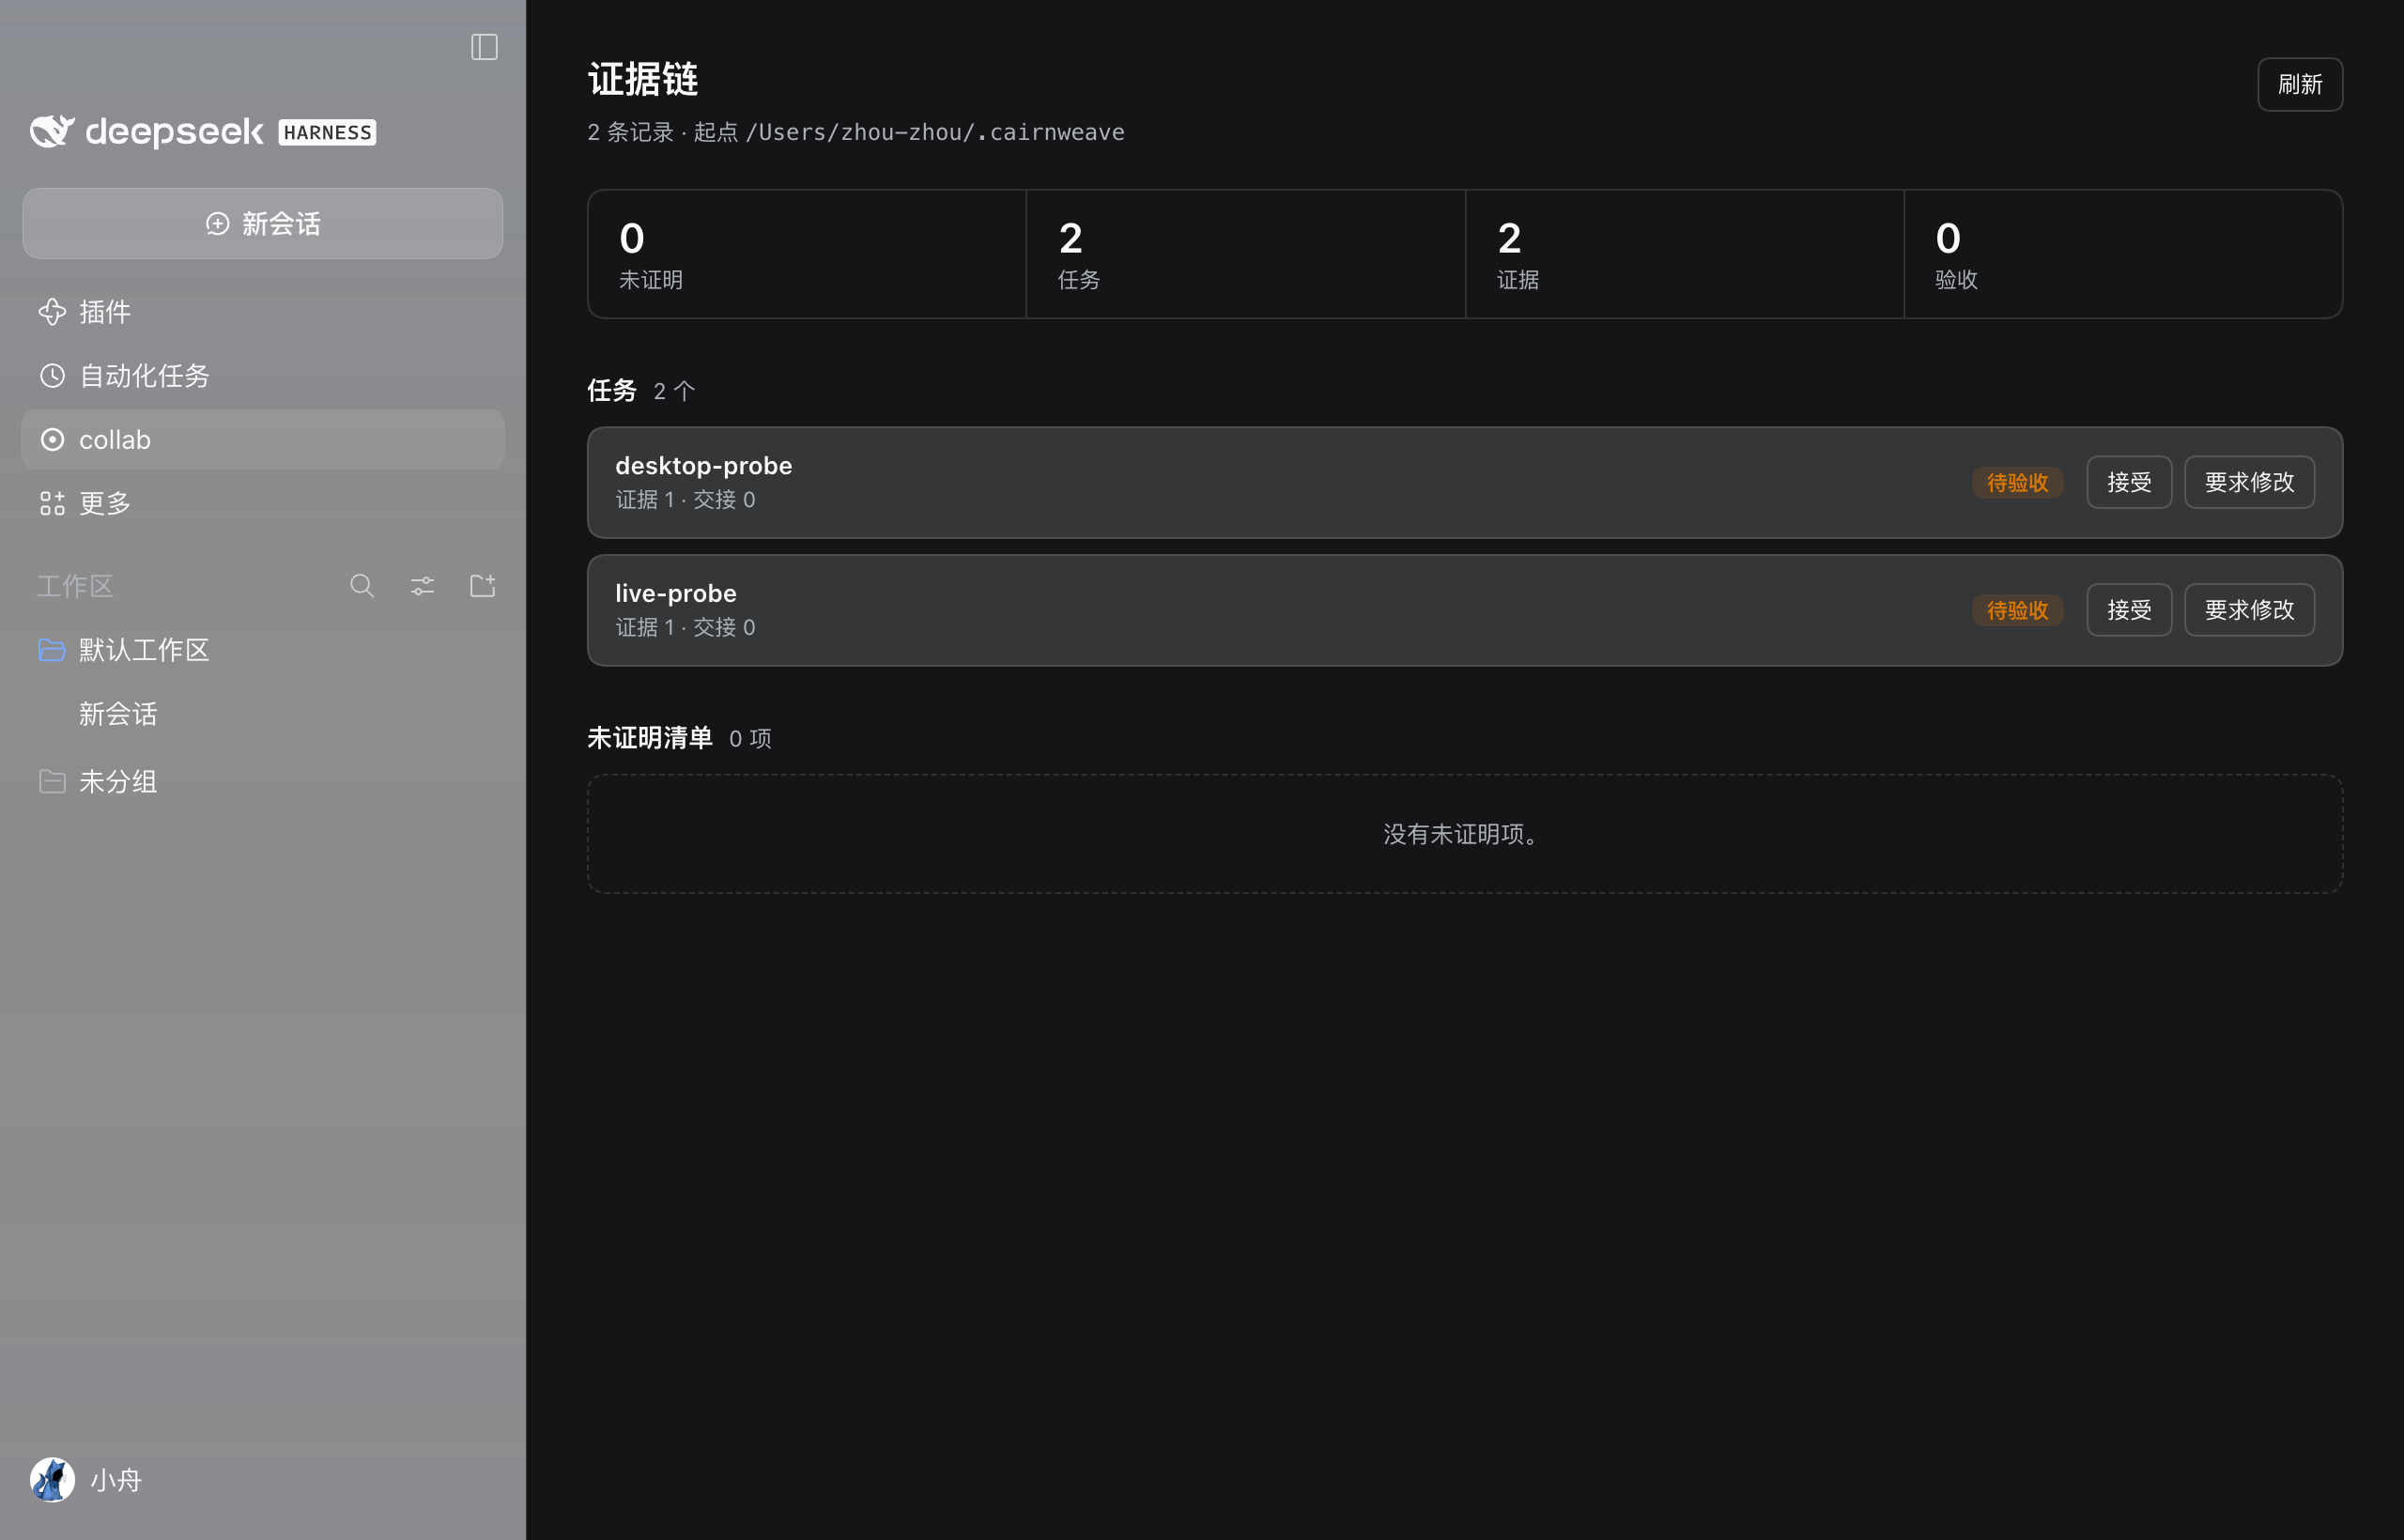 deepseek HARNESS
新会话
插件
自动化任务
collab
更多
工作区
默认工作区
新会话
未分组
小舟
证据链
刷新
2 条记录 · 起点 /Users/zhou-zhou/.cairnweave
0
未证明
2
任务
2
证据
0
验收
任务 2 个
desktop-probe
证据 1 · 交接 0
待验收 接受 要求修改
live-probe
证据 1 · 交接 0
待验收 接受 要求修改
未证明清单 0 项
没有未证明项。